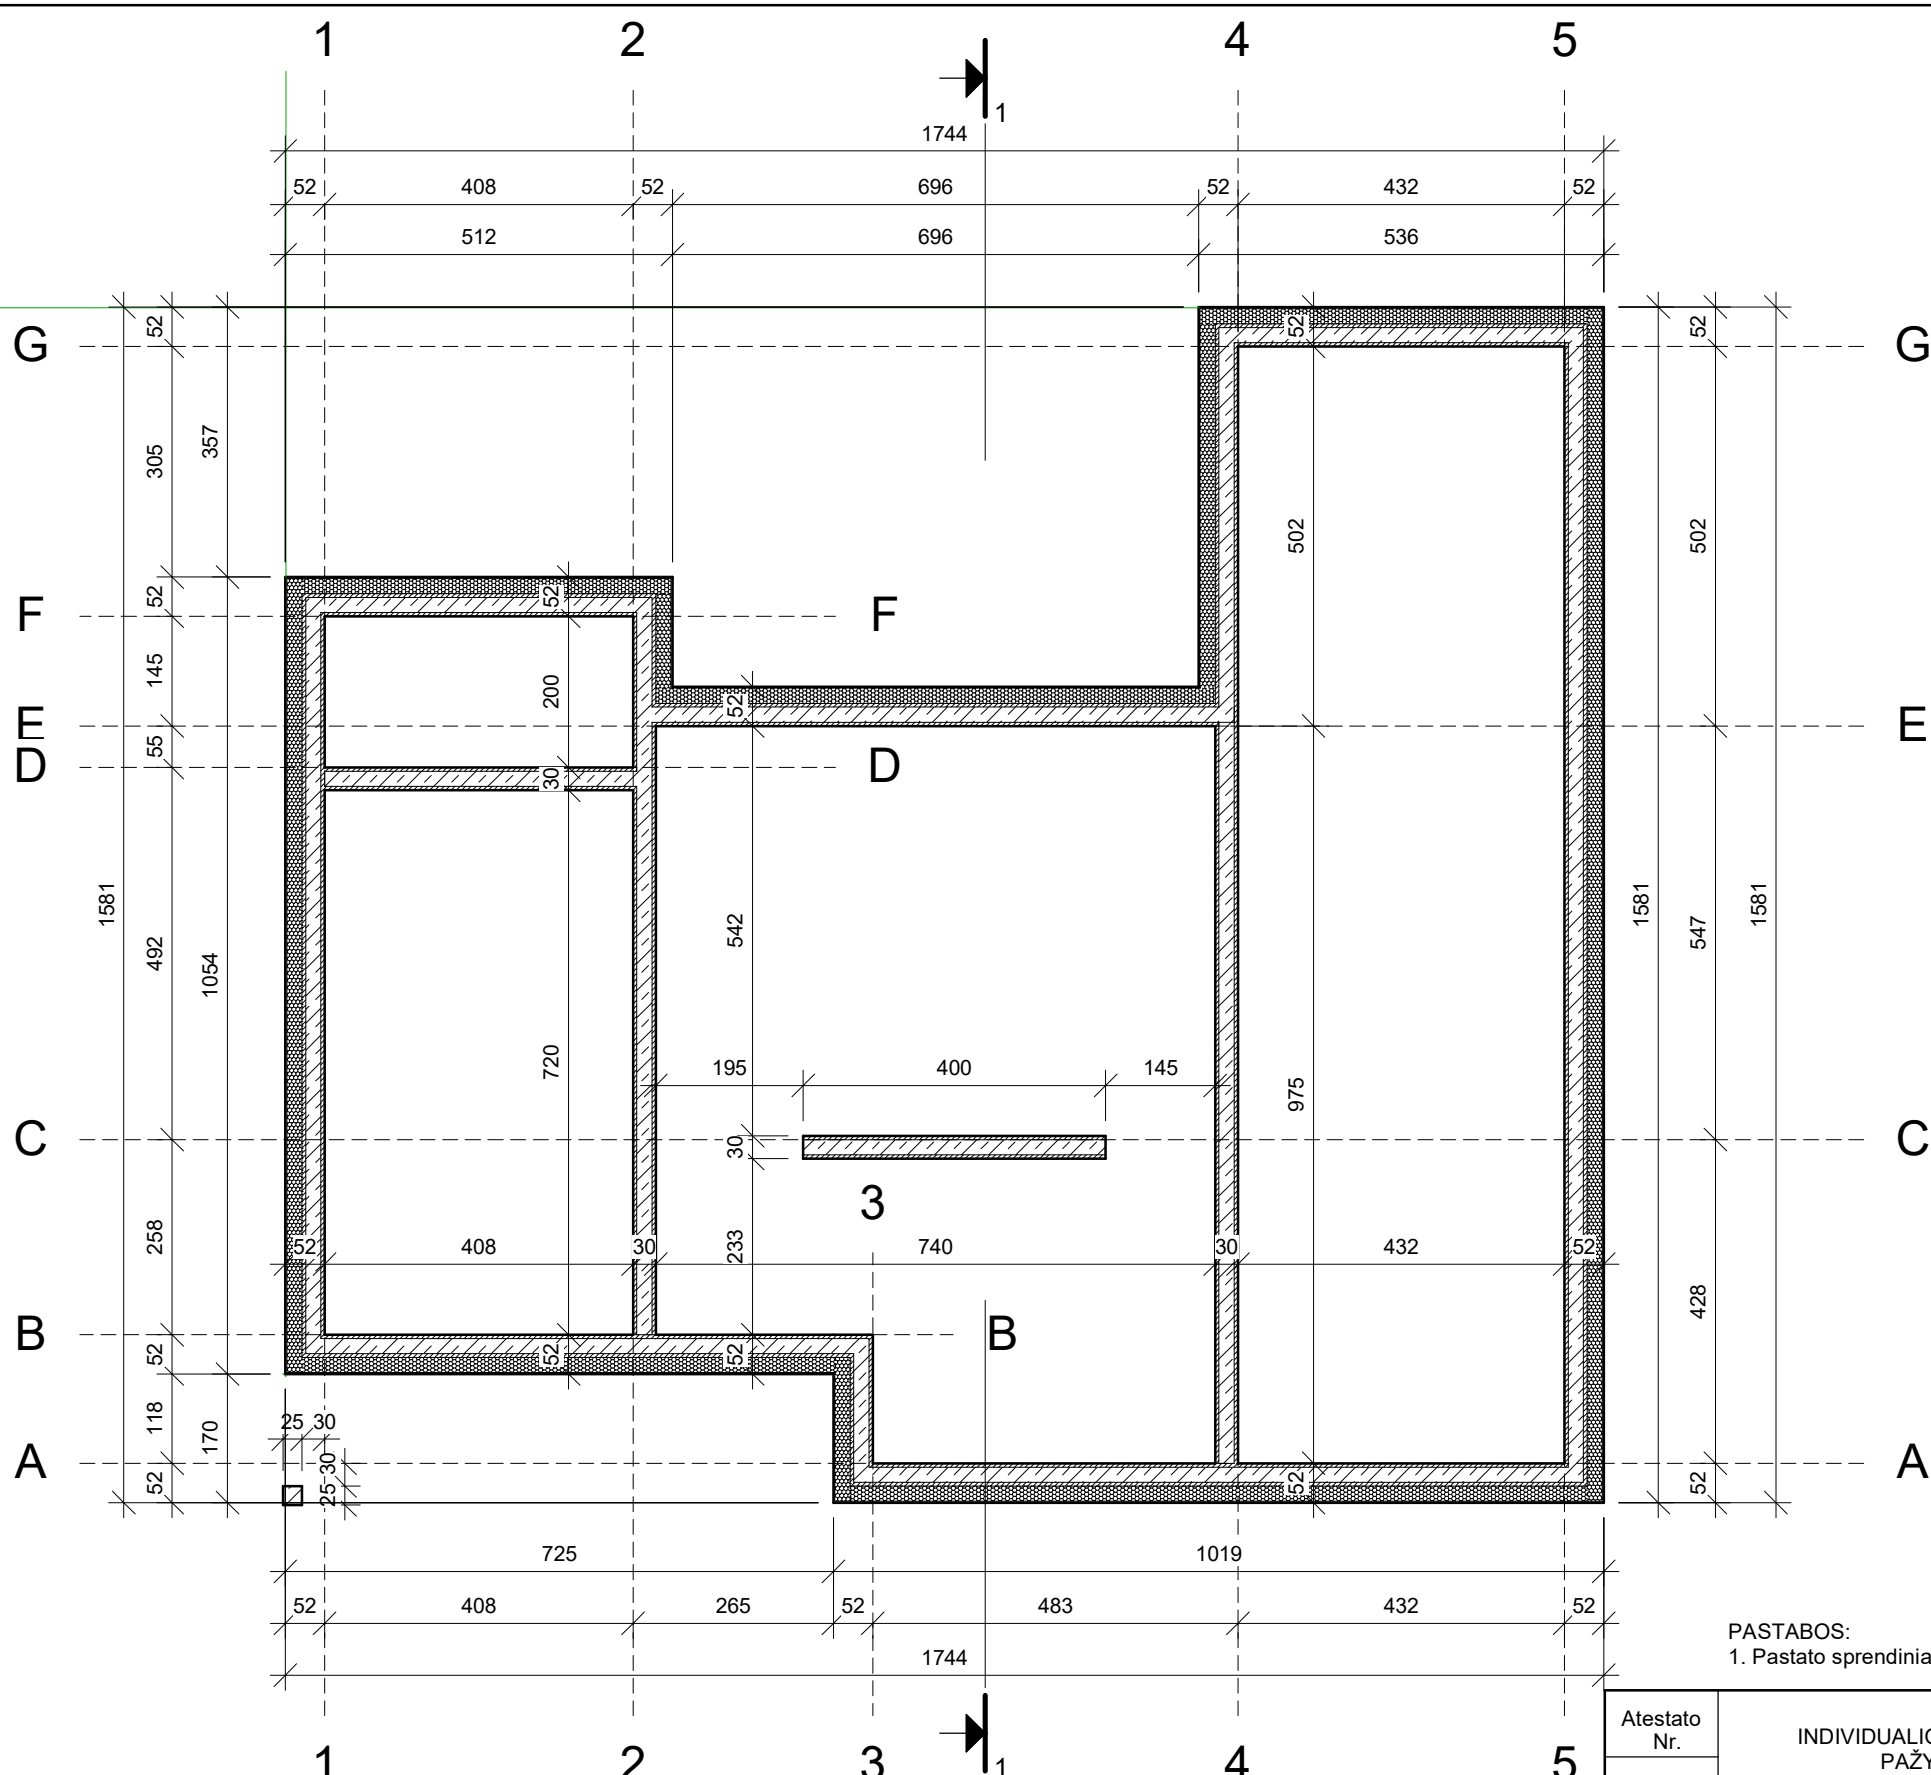 1 2 4 5
1
1744
52 408 52 696 52 432 52
512 696 536
G 52 52 52 G
305 357 502 502
F 52 52 F
145 200
E 52 E
D 55 30 D
1581 492 1054 720 542 975 1581 547 1581
195 400 145
C 30 C
3
258 233 428
52 408 30 740 30 432 52
B B
52 52 52
118 170
25 30
A 30 A
52 25 52 52
725 1019
52 408 265 52 483 432 52
1744
PASTABOS:
1. Pastato sprendinia
Atestato
Nr.
INDIVIDUALIO
PAŽY
1 2 3 1 4 5